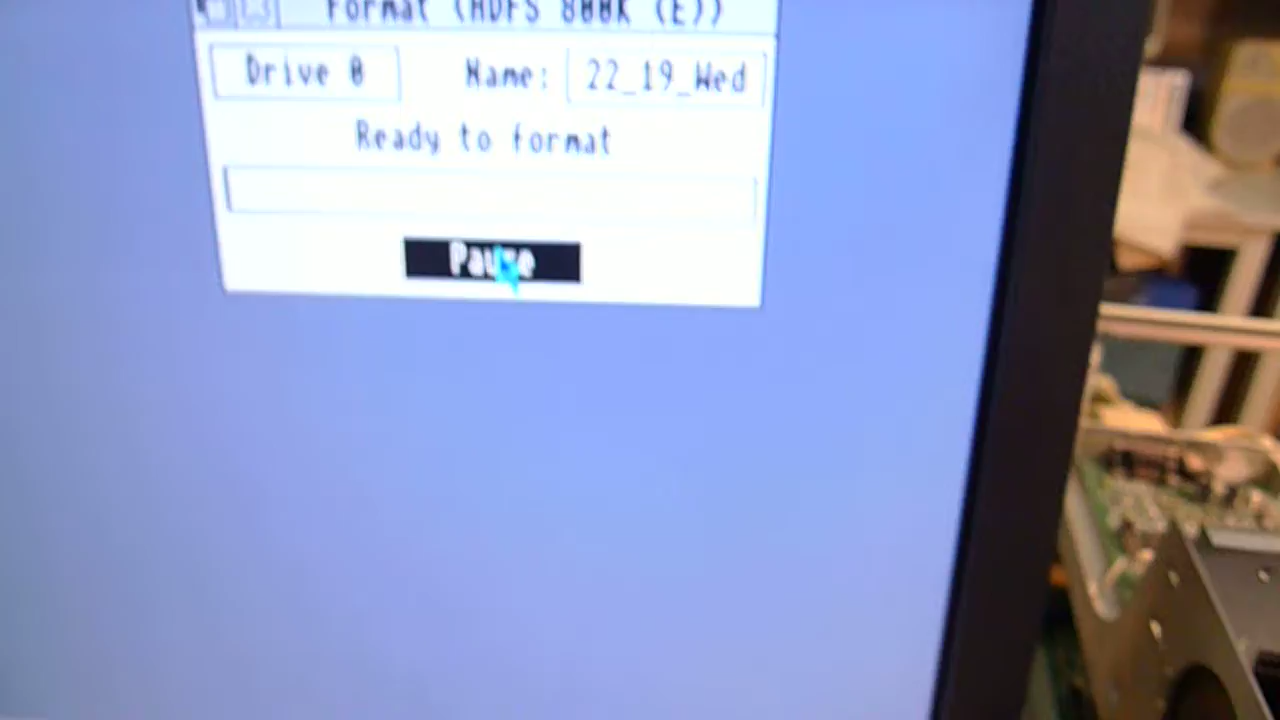 Format (ADFS 800K (E))
Drive 0
Name: 22_19_Wed
Ready to format
Pause